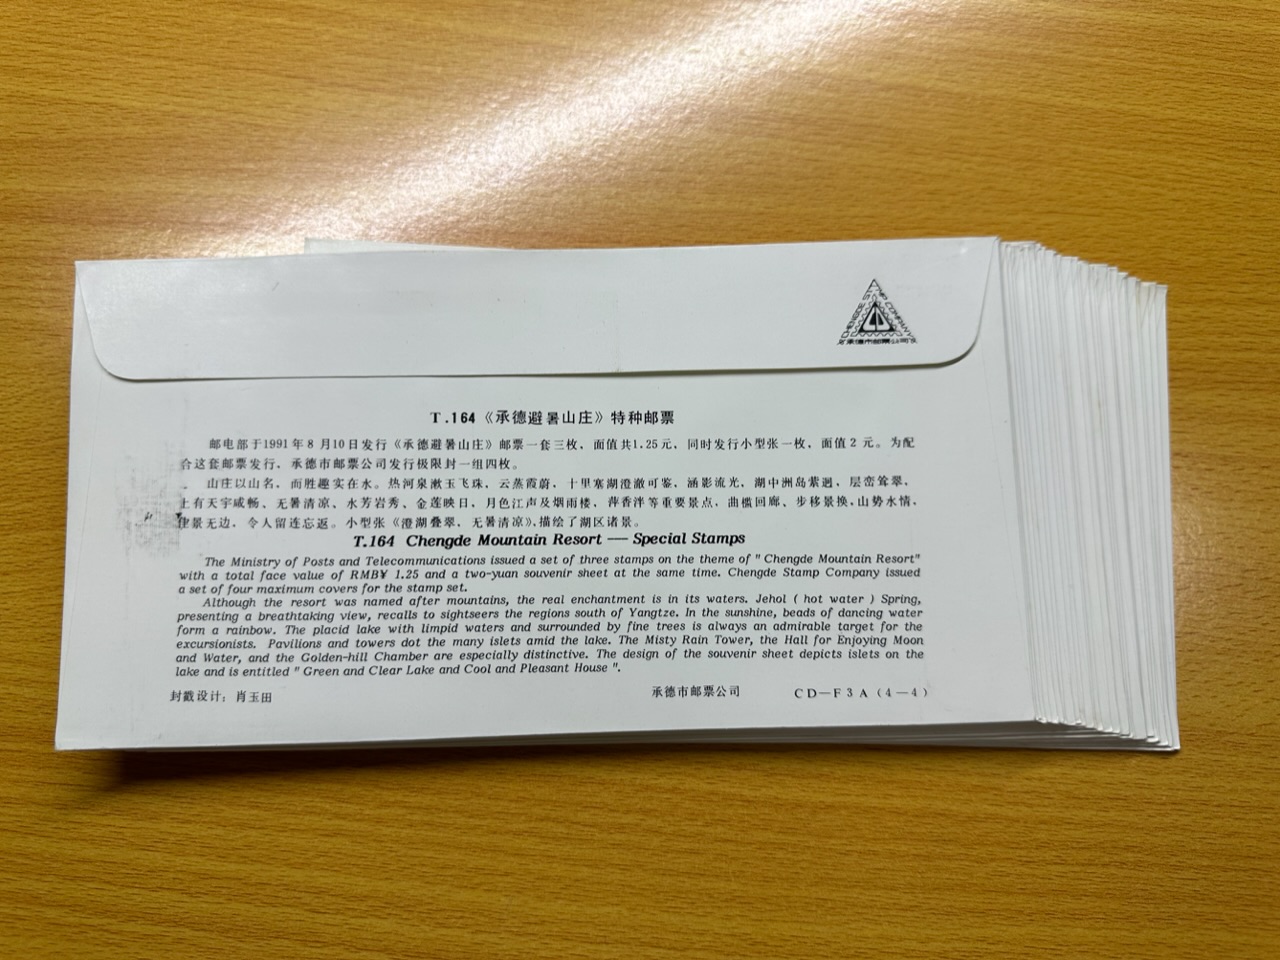 CHENGDE STAMP COMPANY
承德市邮票公司
T.164《承德避暑山庄》特种邮票
邮电部于1991年8月10日发行《承德避暑山庄》邮票一套三枚、面值共1.25元、同时发行小型张一枚，面值2元。为配
合这套邮票发行，承德市邮票公司发行极限封一组四枚。
山庄以山名，而胜趣实在水。热河泉漱玉飞珠，云蒸霞蔚，十里塞湖澄澈可鉴，涵影流光，湖中洲岛萦迥，层峦耸翠，
上有天宇咸畅、无暑清凉、水芳岩秀、金莲映日，月色江声及烟雨楼，萍香泮等重要景点，曲槛回廊、步移景换，山势水情，
景无边，令人留连忘返。小型张《澄湖叠翠，无暑清凉》，描绘了湖区诸景。
T.164 Chengde Mountain Resort — Special Stamps
The Ministry of Posts and Telecommunications issued a set of three stamps on the theme of "Chengde Mountain Resort"
with a total face value of RMB¥ 1.25 and a two-yuan souvenir sheet at the same time. Chengde Stamp Company issued
a set of four maximum covers for the stamp set.
Although the resort was named after mountains, the real enchantment is in its waters. Jehol ( hot water ) Spring,
presenting a breathtaking view, recalls to sightseers the regions south of Yangtze. In the sunshine, beads of dancing water
form a rainbow. The placid lake with limpid waters and surrounded by fine trees is always an admirable target for the
excursionists. Pavilions and towers dot the many islets amid the lake. The Misty Rain Tower, the Hall for Enjoying Moon
and Water, and the Golden-hill Chamber are especially distinctive. The design of the souvenir sheet depicts islets on the
lake and is entitled " Green and Clear Lake and Cool and Pleasant House ".
封戳设计：肖玉田
承德市邮票公司
CD—F3A(4—4)